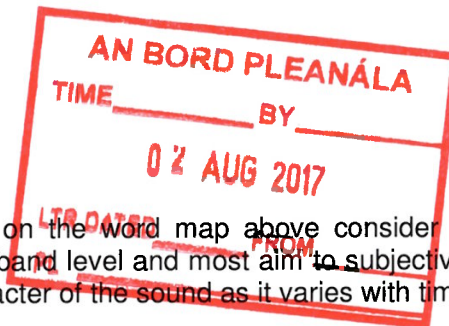 AN BORD PLEANÁLA
TIME BY
02 AUG 2017
LTR DATED FROM
on the word map above consider
band level and most aim to subjectiv
acter of the sound as it varies with tim